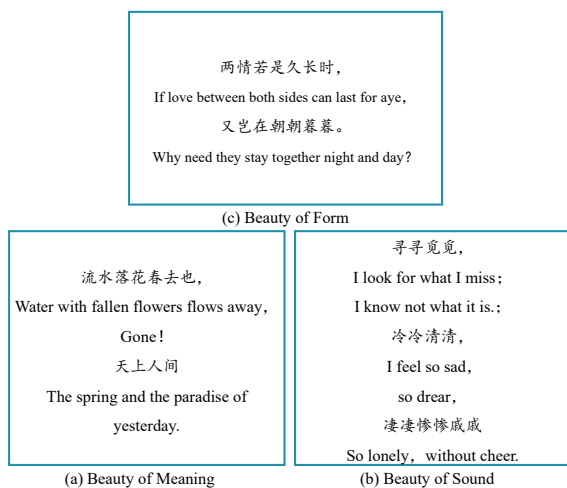 两情若是久长时，
If love between both sides can last for aye，
又岂在朝朝暮暮。
Why need they stay together night and day？
(c) Beauty of Form
流水落花春去也，
Water with fallen flowers flows away，
Gone！
天上人间
The spring and the paradise of
yesterday.
(a) Beauty of Meaning
寻寻觅觅，
I look for what I miss；
I know not what it is.；
冷冷清清，
I feel so sad，
so drear，
凄凄惨惨戚戚
So lonely，without cheer.
(b) Beauty of Sound